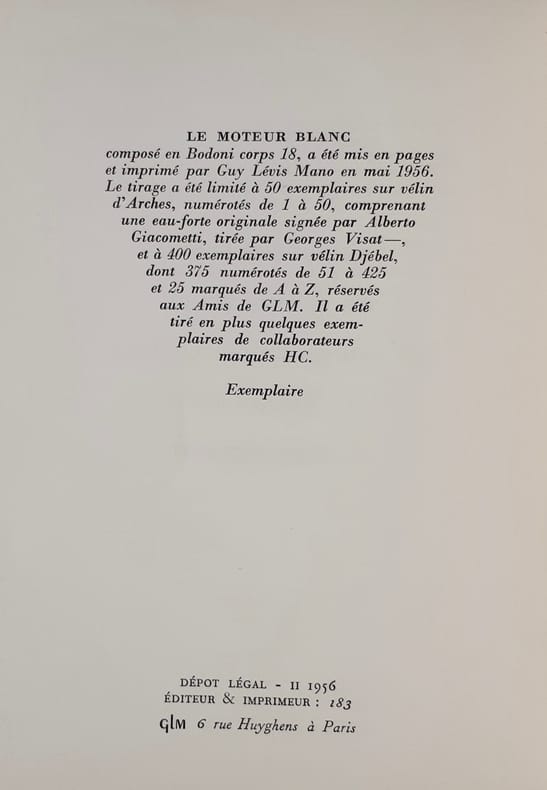 LE MOTEUR BLANC
composé en Bodoni corps 18, a été mis en pages
et imprimé par Guy Lévis Mano en mai 1956.
Le tirage a été limité à 50 exemplaires sur vélin
d'Arches, numérotés de 1 à 50, comprenant
une eau-forte originale signée par Alberto
Giacometti, tirée par Georges Visat—,
et à 400 exemplaires sur vélin Djébel,
dont 375 numérotés de 51 à 425
et 25 marqués de A à Z, réservés
aux Amis de GLM. Il a été
tiré en plus quelques exem-
plaires de collaborateurs
marqués HC.
Exemplaire
DÉPOT LÉGAL - II 1956
ÉDITEUR & IMPRIMEUR : 183
GLM 6 rue Huyghens à Paris